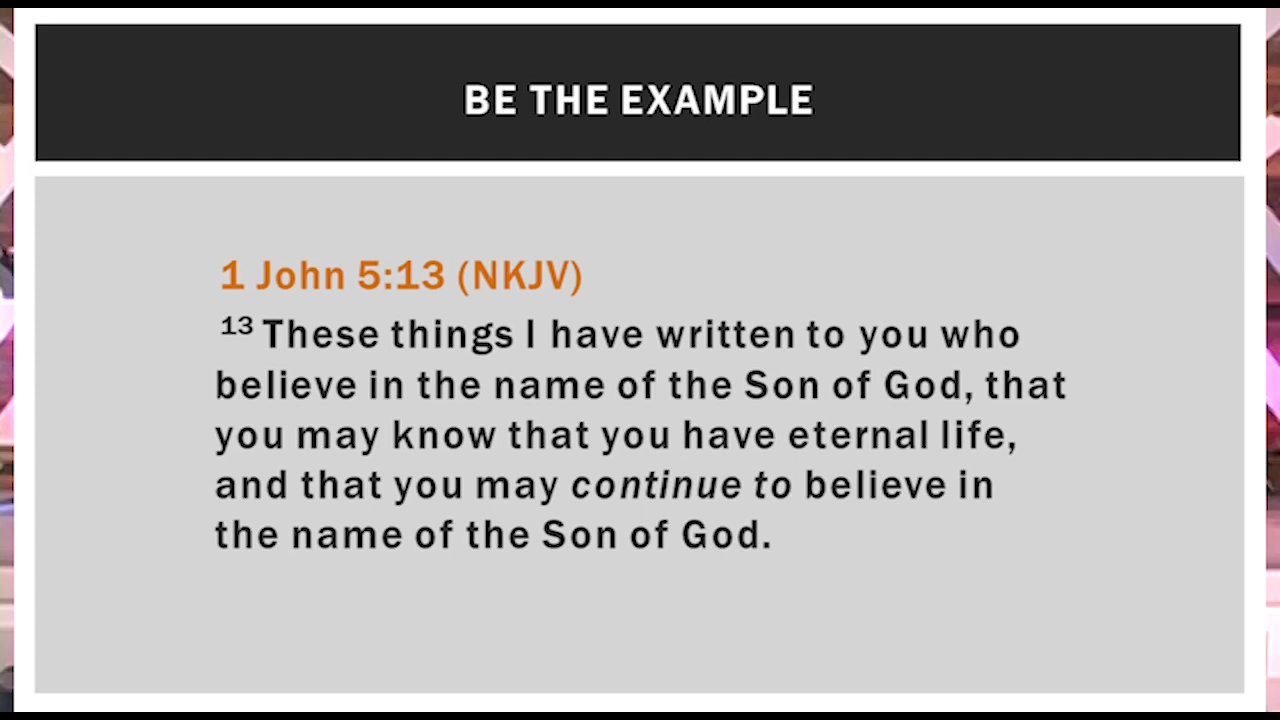 BE THE EXAMPLE
1 John 5:13 (NKJV)
13 These things I have written to you who
believe in the name of the Son of God, that
you may know that you have eternal life,
and that you may continue to believe in
the name of the Son of God.